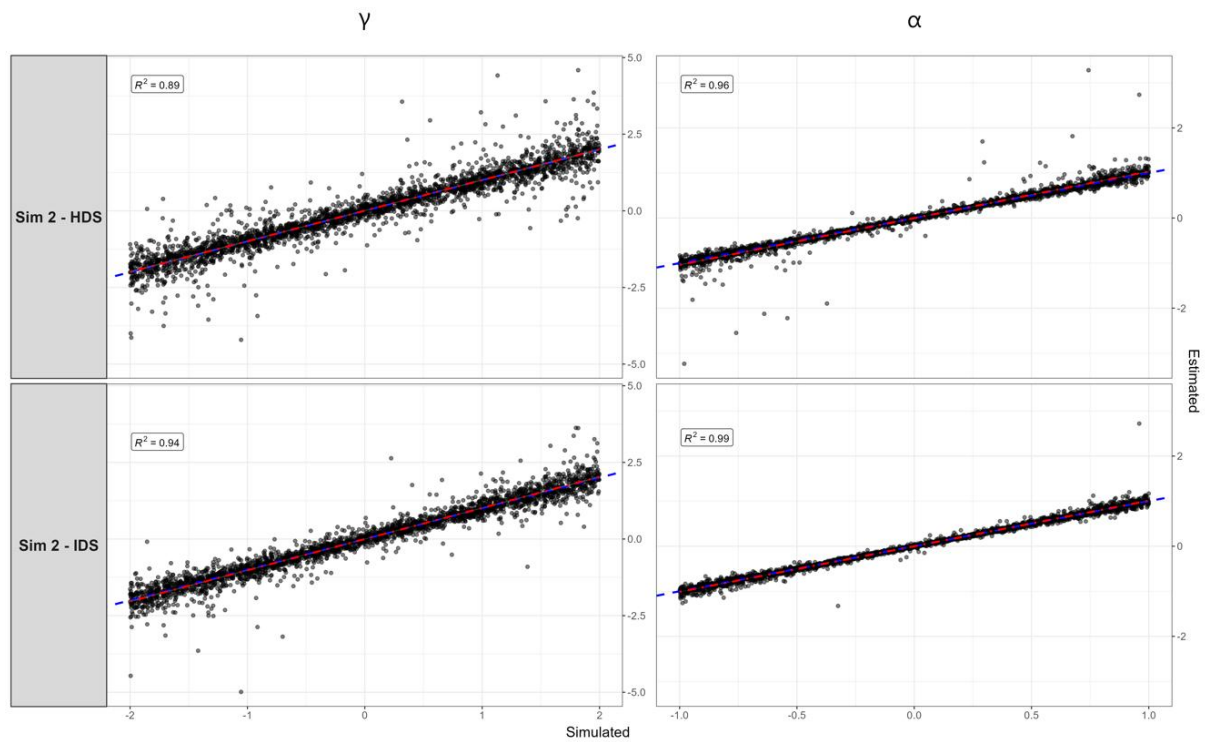 γ
α
Sim 2 - HDS
R² = 0.89
5.0
2.5
0.0
-2.5
-5.0
R² = 0.96
2
0
-2
Estimated
Sim 2 - IDS
R² = 0.94
5.0
2.5
0.0
-2.5
-5.0
R² = 0.99
2
0
-2
-2
-1
0
1
2
-1.0
-0.5
0.0
0.5
1.0
Simulated